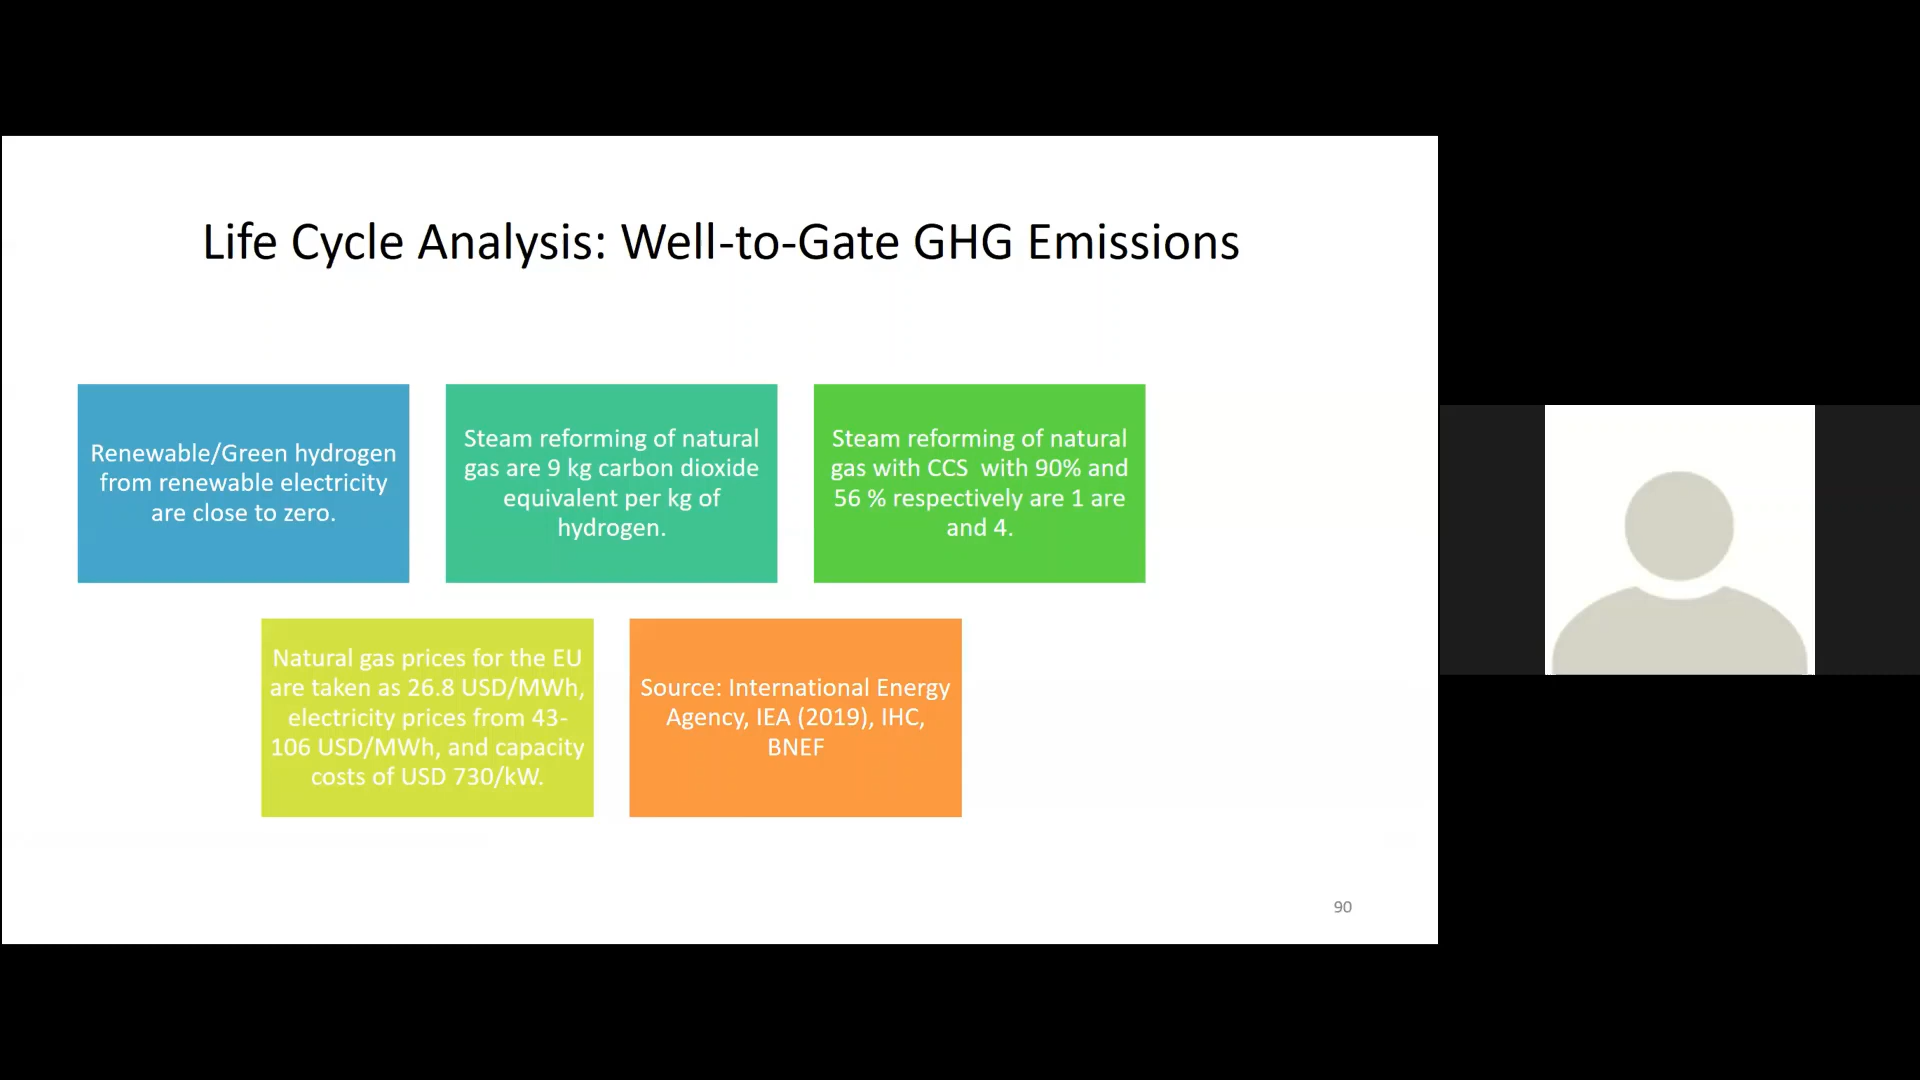 Life Cycle Analysis: Well-to-Gate GHG Emissions
Renewable/Green hydrogen
from renewable electricity
are close to zero.
Steam reforming of natural
gas are 9 kg carbon dioxide
equivalent per kg of
hydrogen.
Steam reforming of natural
gas with CCS  with 90% and
56 % respectively are 1 are
and 4.
Natural gas prices for the EU
are taken as 26.8 USD/MWh,
electricity prices from 43-
106 USD/MWh, and capacity
costs of USD 730/kW.
Source: International Energy
Agency, IEA (2019), IHC,
BNEF
90